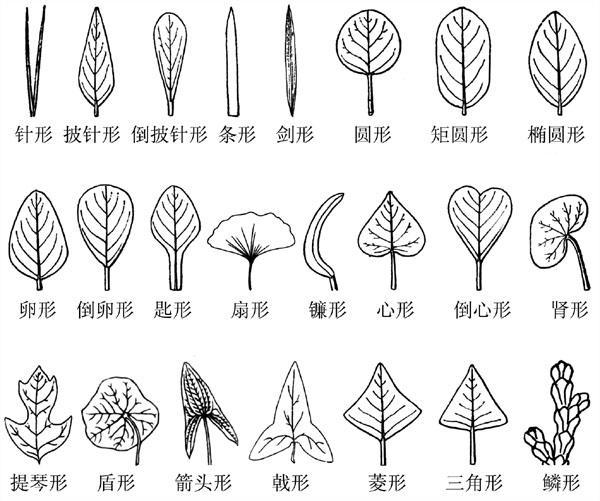 针形 披针形 倒披针形 条形 剑形 圆形 矩圆形 椭圆形
卵形 倒卵形 匙形 扇形 镰形 心形 倒心形 肾形
提琴形 盾形 箭头形 戟形 菱形 三角形 鳞形